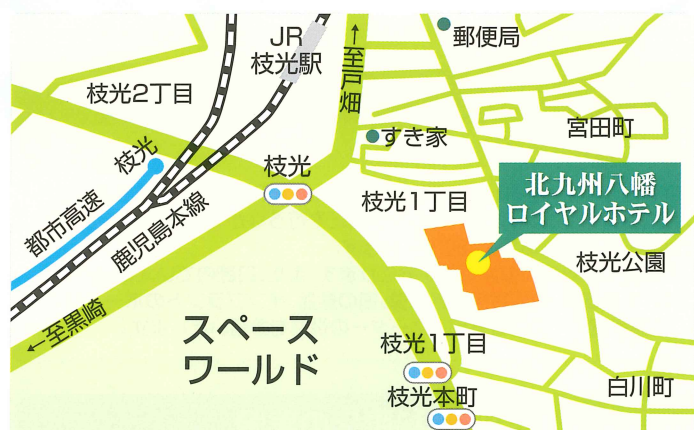 JR
枝光駅
←至戸畑
郵便局
枝光2丁目
宮田町
すき家
枝光
枝光
北九州八幡
ロイヤルホテル
枝光1丁目
都市高速
鹿児島本線
枝光公園
←至黒崎
スペース
ワールド
枝光1丁目
白川町
枝光本町